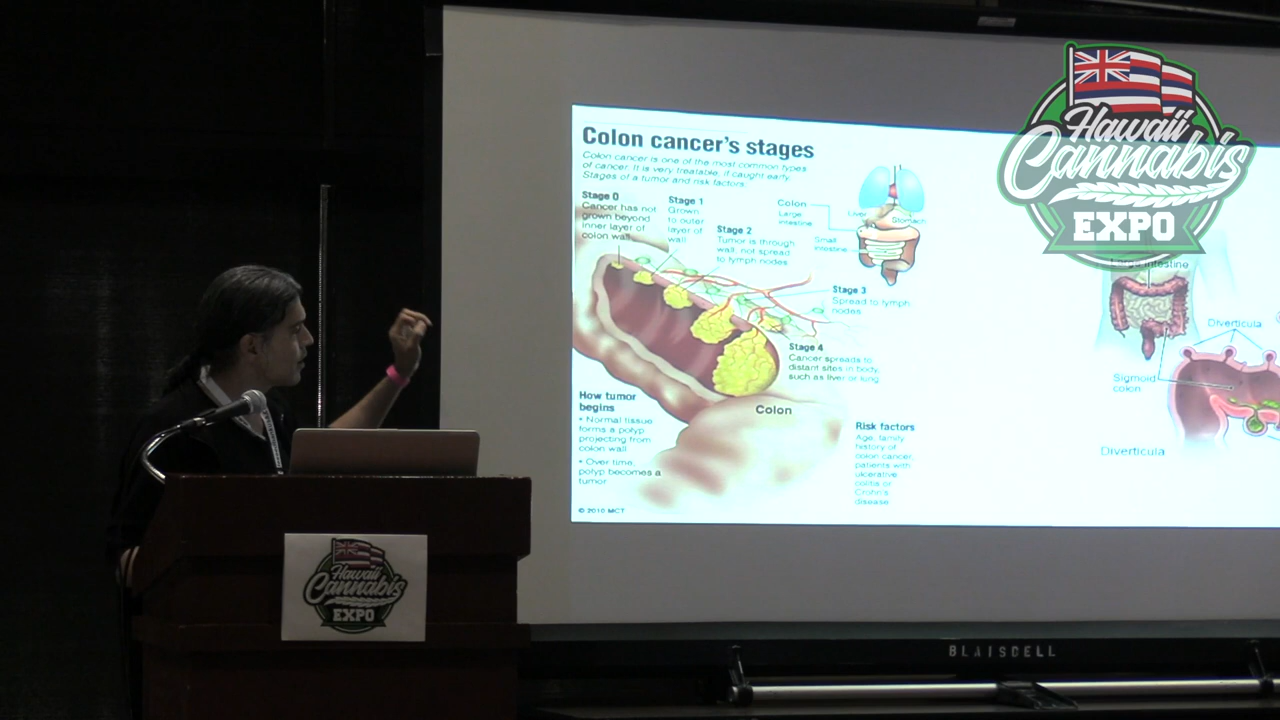 Colon cancer's stages
Colon cancer is one of the most common types
of cancer. It is very treatable, if caught early.
Stages of a tumor and risk factors:
Stage 0
Cancer has not
grown beyond
inner layer of
colon wall
Stage 1
Grown
to outer
layer of
wall
Stage 2
Tumor is through
wall, not spread
to lymph nodes
Colon
Large
intestine
Liver
Stomach
Small
intestine
Stage 3
Spread to lymph
nodes
Stage 4
Cancer spreads to
distant sites in body,
such as liver or lung
How tumor
begins
• Normal tissue
forms a polyp
projecting from
colon wall
• Over time,
polyp becomes a
tumor
Colon
Risk factors
Age, family
history of
colon cancer,
patients with
ulcerative
colitis or
Crohn's
disease
© 2010 MCT
Large intestine
Diverticula
Sigmoid
colon
Diverticula
Hawaii
Cannabis
EXPO
Hawaii
Cannabis
EXPO
BLAISDELL